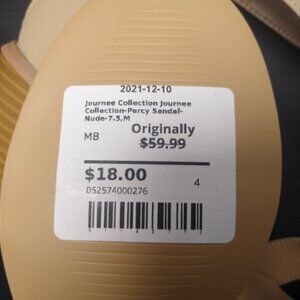 2021-12-10
Journee Collection Journee
Collection-Percy Sandal-
Nude-7.5,M
MB
Originally
$59.99
$18.00
052574000276
4